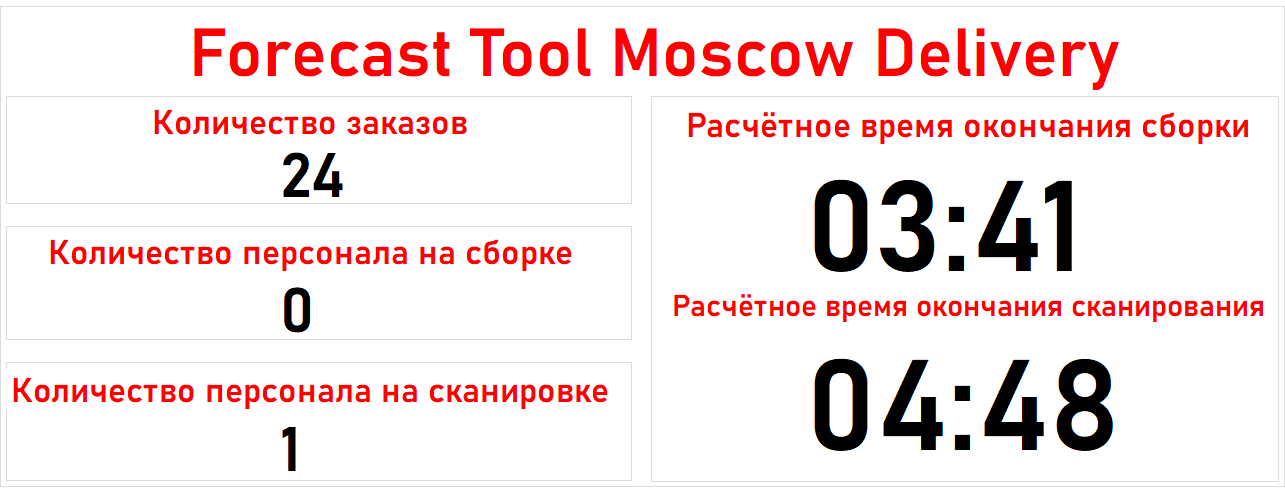 Forecast Tool Moscow Delivery
Количество заказов
24
Количество персонала на сборке
0
Количество персонала на сканировке
1
Расчётное время окончания сборки
03:41
Расчётное время окончания сканирования
04:48